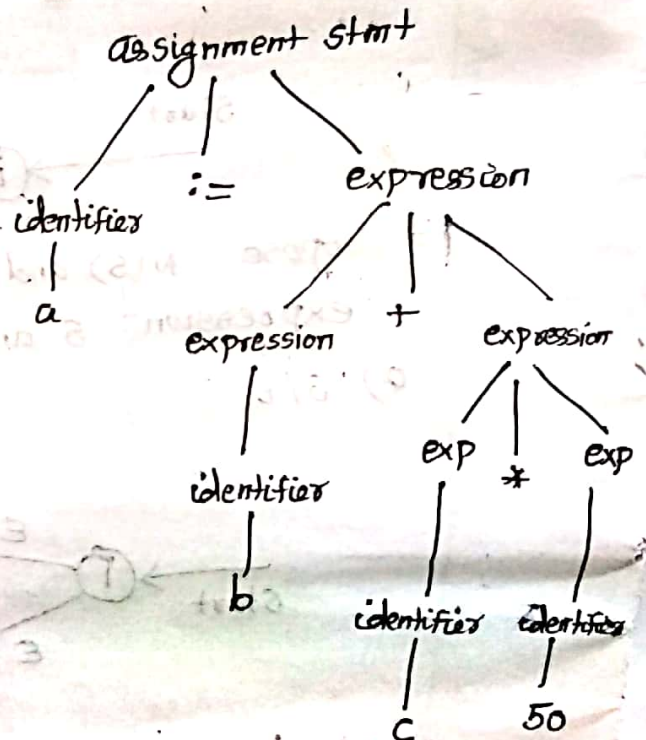 assignment stmt
identifier := expression
a
expression + expression
exp * exp
identifier
b
identifier identifier
c 50